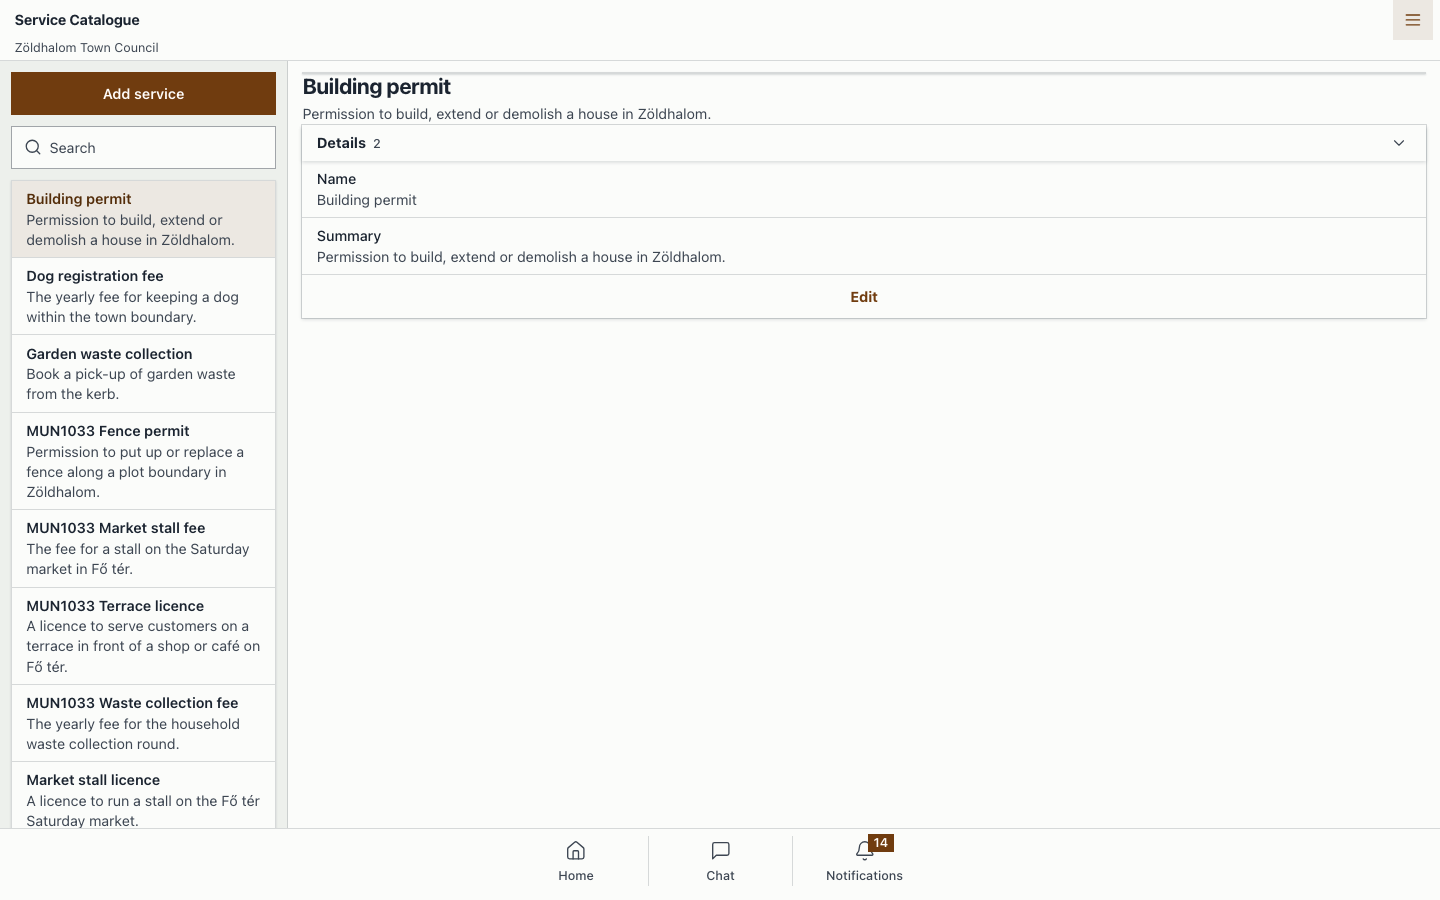 Service Catalogue
Zöldhalom Town Council
Add service
Search
Building permit
Permission to build, extend or
demolish a house in Zöldhalom.
Dog registration fee
The yearly fee for keeping a dog
within the town boundary.
Garden waste collection
Book a pick-up of garden waste
from the kerb.
MUN1033 Fence permit
Permission to put up or replace a
fence along a plot boundary in
Zöldhalom.
MUN1033 Market stall fee
The fee for a stall on the Saturday
market in Fő tér.
MUN1033 Terrace licence
A licence to serve customers on a
terrace in front of a shop or café on
Fő tér.
MUN1033 Waste collection fee
The yearly fee for the household
waste collection round.
Market stall licence
A licence to run a stall on the Fő tér
Saturday market.
Building permit
Permission to build, extend or demolish a house in Zöldhalom.
Details 2
Name
Building permit
Summary
Permission to build, extend or demolish a house in Zöldhalom.
Edit
Home
Chat
14
Notifications